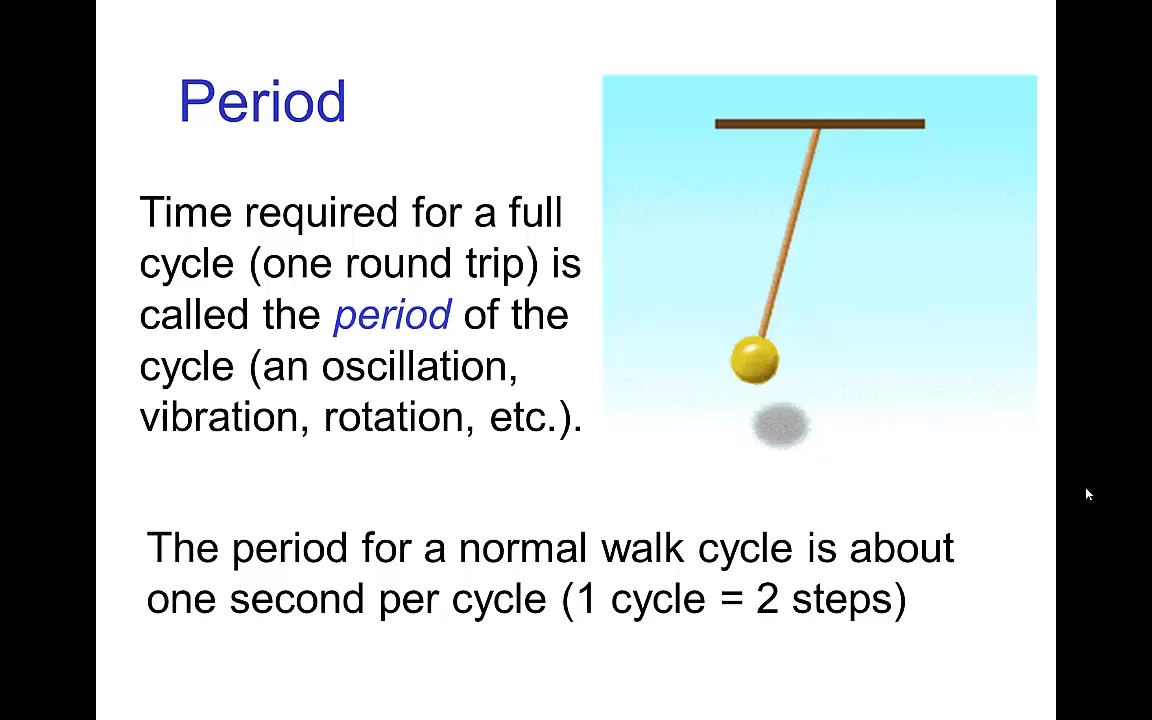 Period
Time required for a full
cycle (one round trip) is
called the period of the
cycle (an oscillation,
vibration, rotation, etc.).
The period for a normal walk cycle is about
one second per cycle (1 cycle = 2 steps)